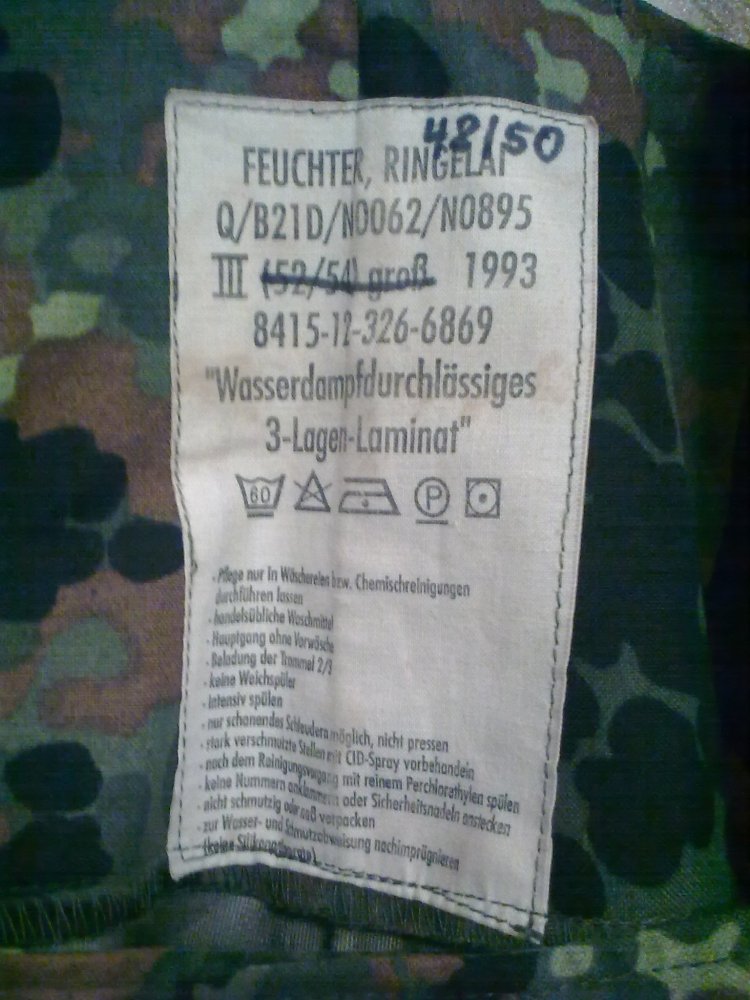 48/50
FEUCHTER, RINGELAI
Q/B21D/N0062/N0895
III (52/54) groß 1993
8415-12-326-6869
"Wasserdampfdurchlässiges
3-Lagen-Laminat"
60 P
- Pflege nur in Wäschereien bzw. Chemischreinigungen
durchführen lassen
- handelsübliche Waschmittel
- Hauptgang ohne Vorwäsche
- Beladung der Trommel 2/3
- keine Weichspüler
- intensiv spülen
- nur schonendes Schleudern möglich, nicht pressen
- stark verschmutzte Stellen mit CID-Spray vorbehandeln
- nach dem Reinigungsvorgang mit reinem Perchlorathylen spülen
- keine Nummern anklammern oder Sicherheitsnadeln anstecken
- nicht schmutzig oder naß verpacken
- zur Wasser- und Schmutzabweisung nachimprägnieren
(keine